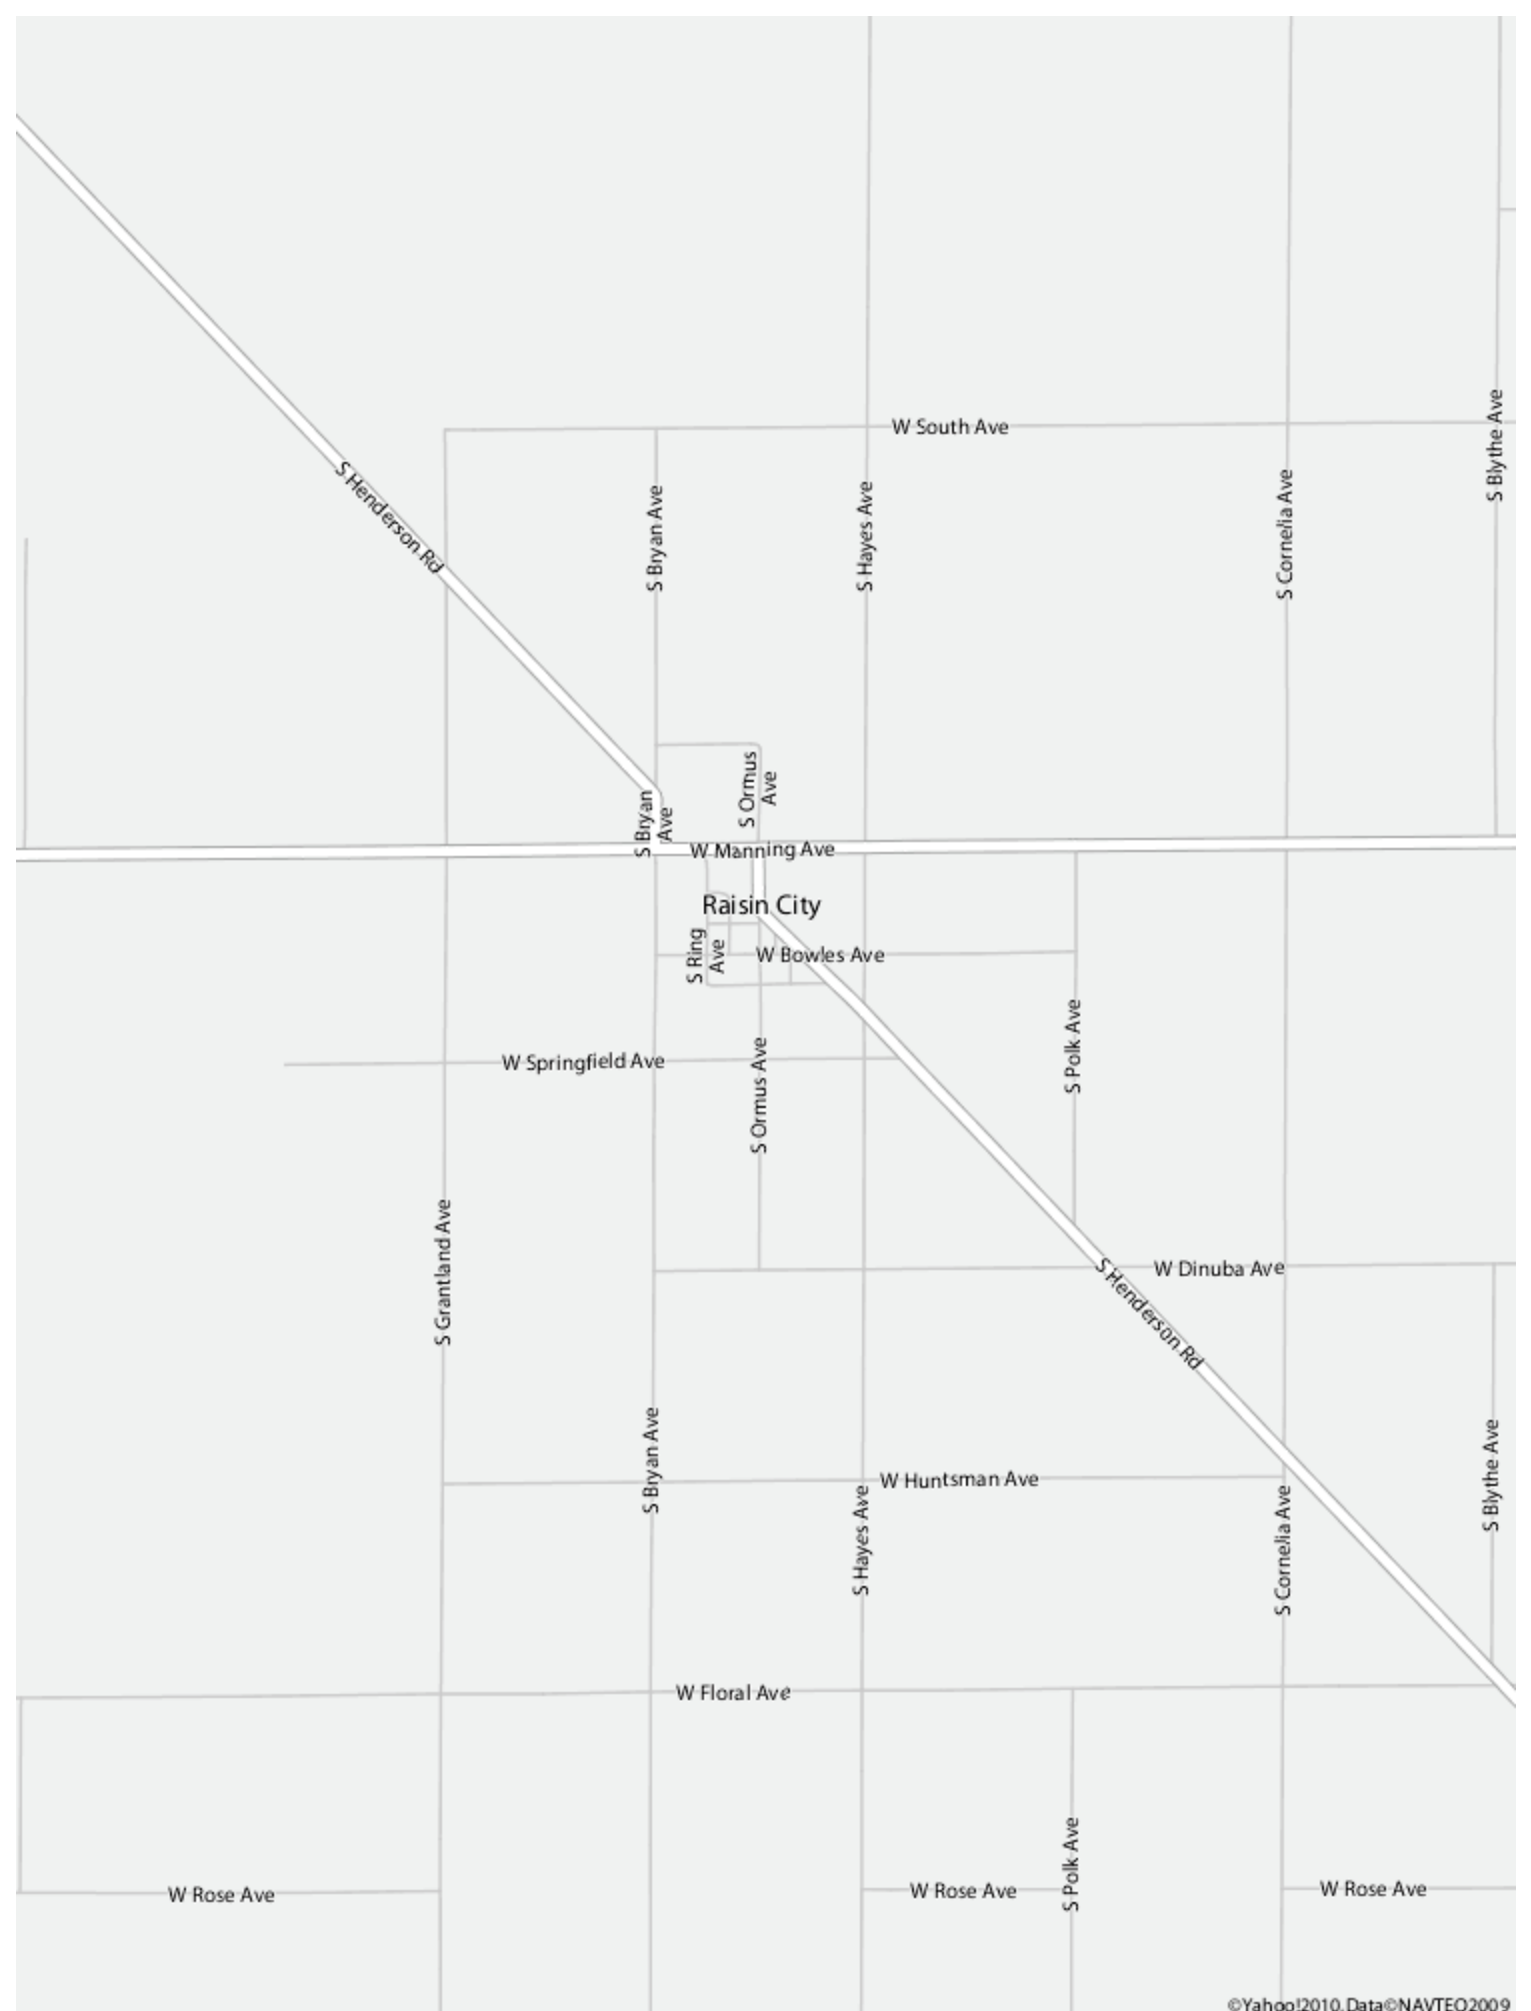 W South Ave
S Blythe Ave
S Henderson Rd
S Bryan Ave
S Hayes Ave
S Cornelia Ave
S Ormus
Ave
S Bryan
Ave
W Manning Ave
Raisin City
S Ring
Ave
W Bowles Ave
S Polk Ave
W Springfield Ave
S Ormus Ave
S Grantland Ave
W Dinuba Ave
S Henderson Rd
S Bryan Ave
W Huntsman Ave
S Blythe Ave
S Hayes Ave
S Cornelia Ave
W Floral Ave
S Polk Ave
W Rose Ave
W Rose Ave
W Rose Ave
©Yahoo!2010, Data©NAVTEQ2009